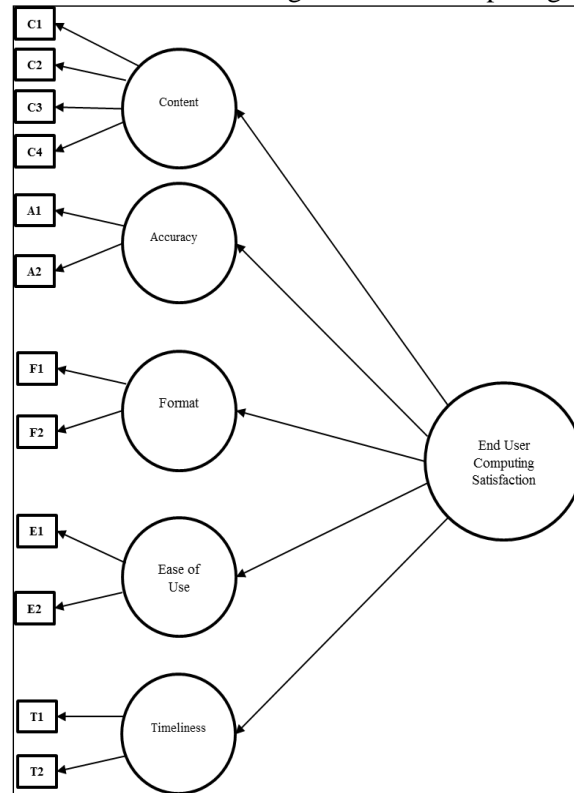 C1
C2
C3
C4
Content
A1
A2
Accuracy
F1
F2
Format
End User
Computing
Satisfaction
E1
E2
Ease of
Use
T1
T2
Timeliness